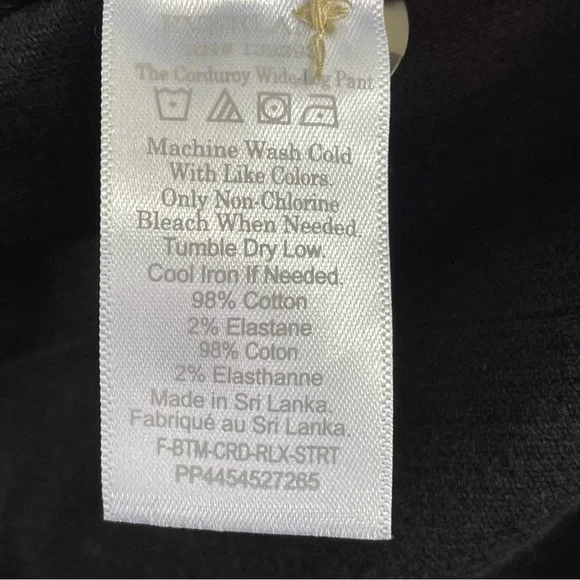 The Corduroy Wide-Leg Pant
Machine Wash Cold
With Like Colors.
Only Non-Chlorine
Bleach When Needed.
Tumble Dry Low.
Cool Iron If Needed.
98% Cotton
2% Elastane
98% Coton
2% Elasthanne
Made in Sri Lanka.
Fabriqué au Sri Lanka.
F-BTM-CRD-RLX-STRT
PP4454527265